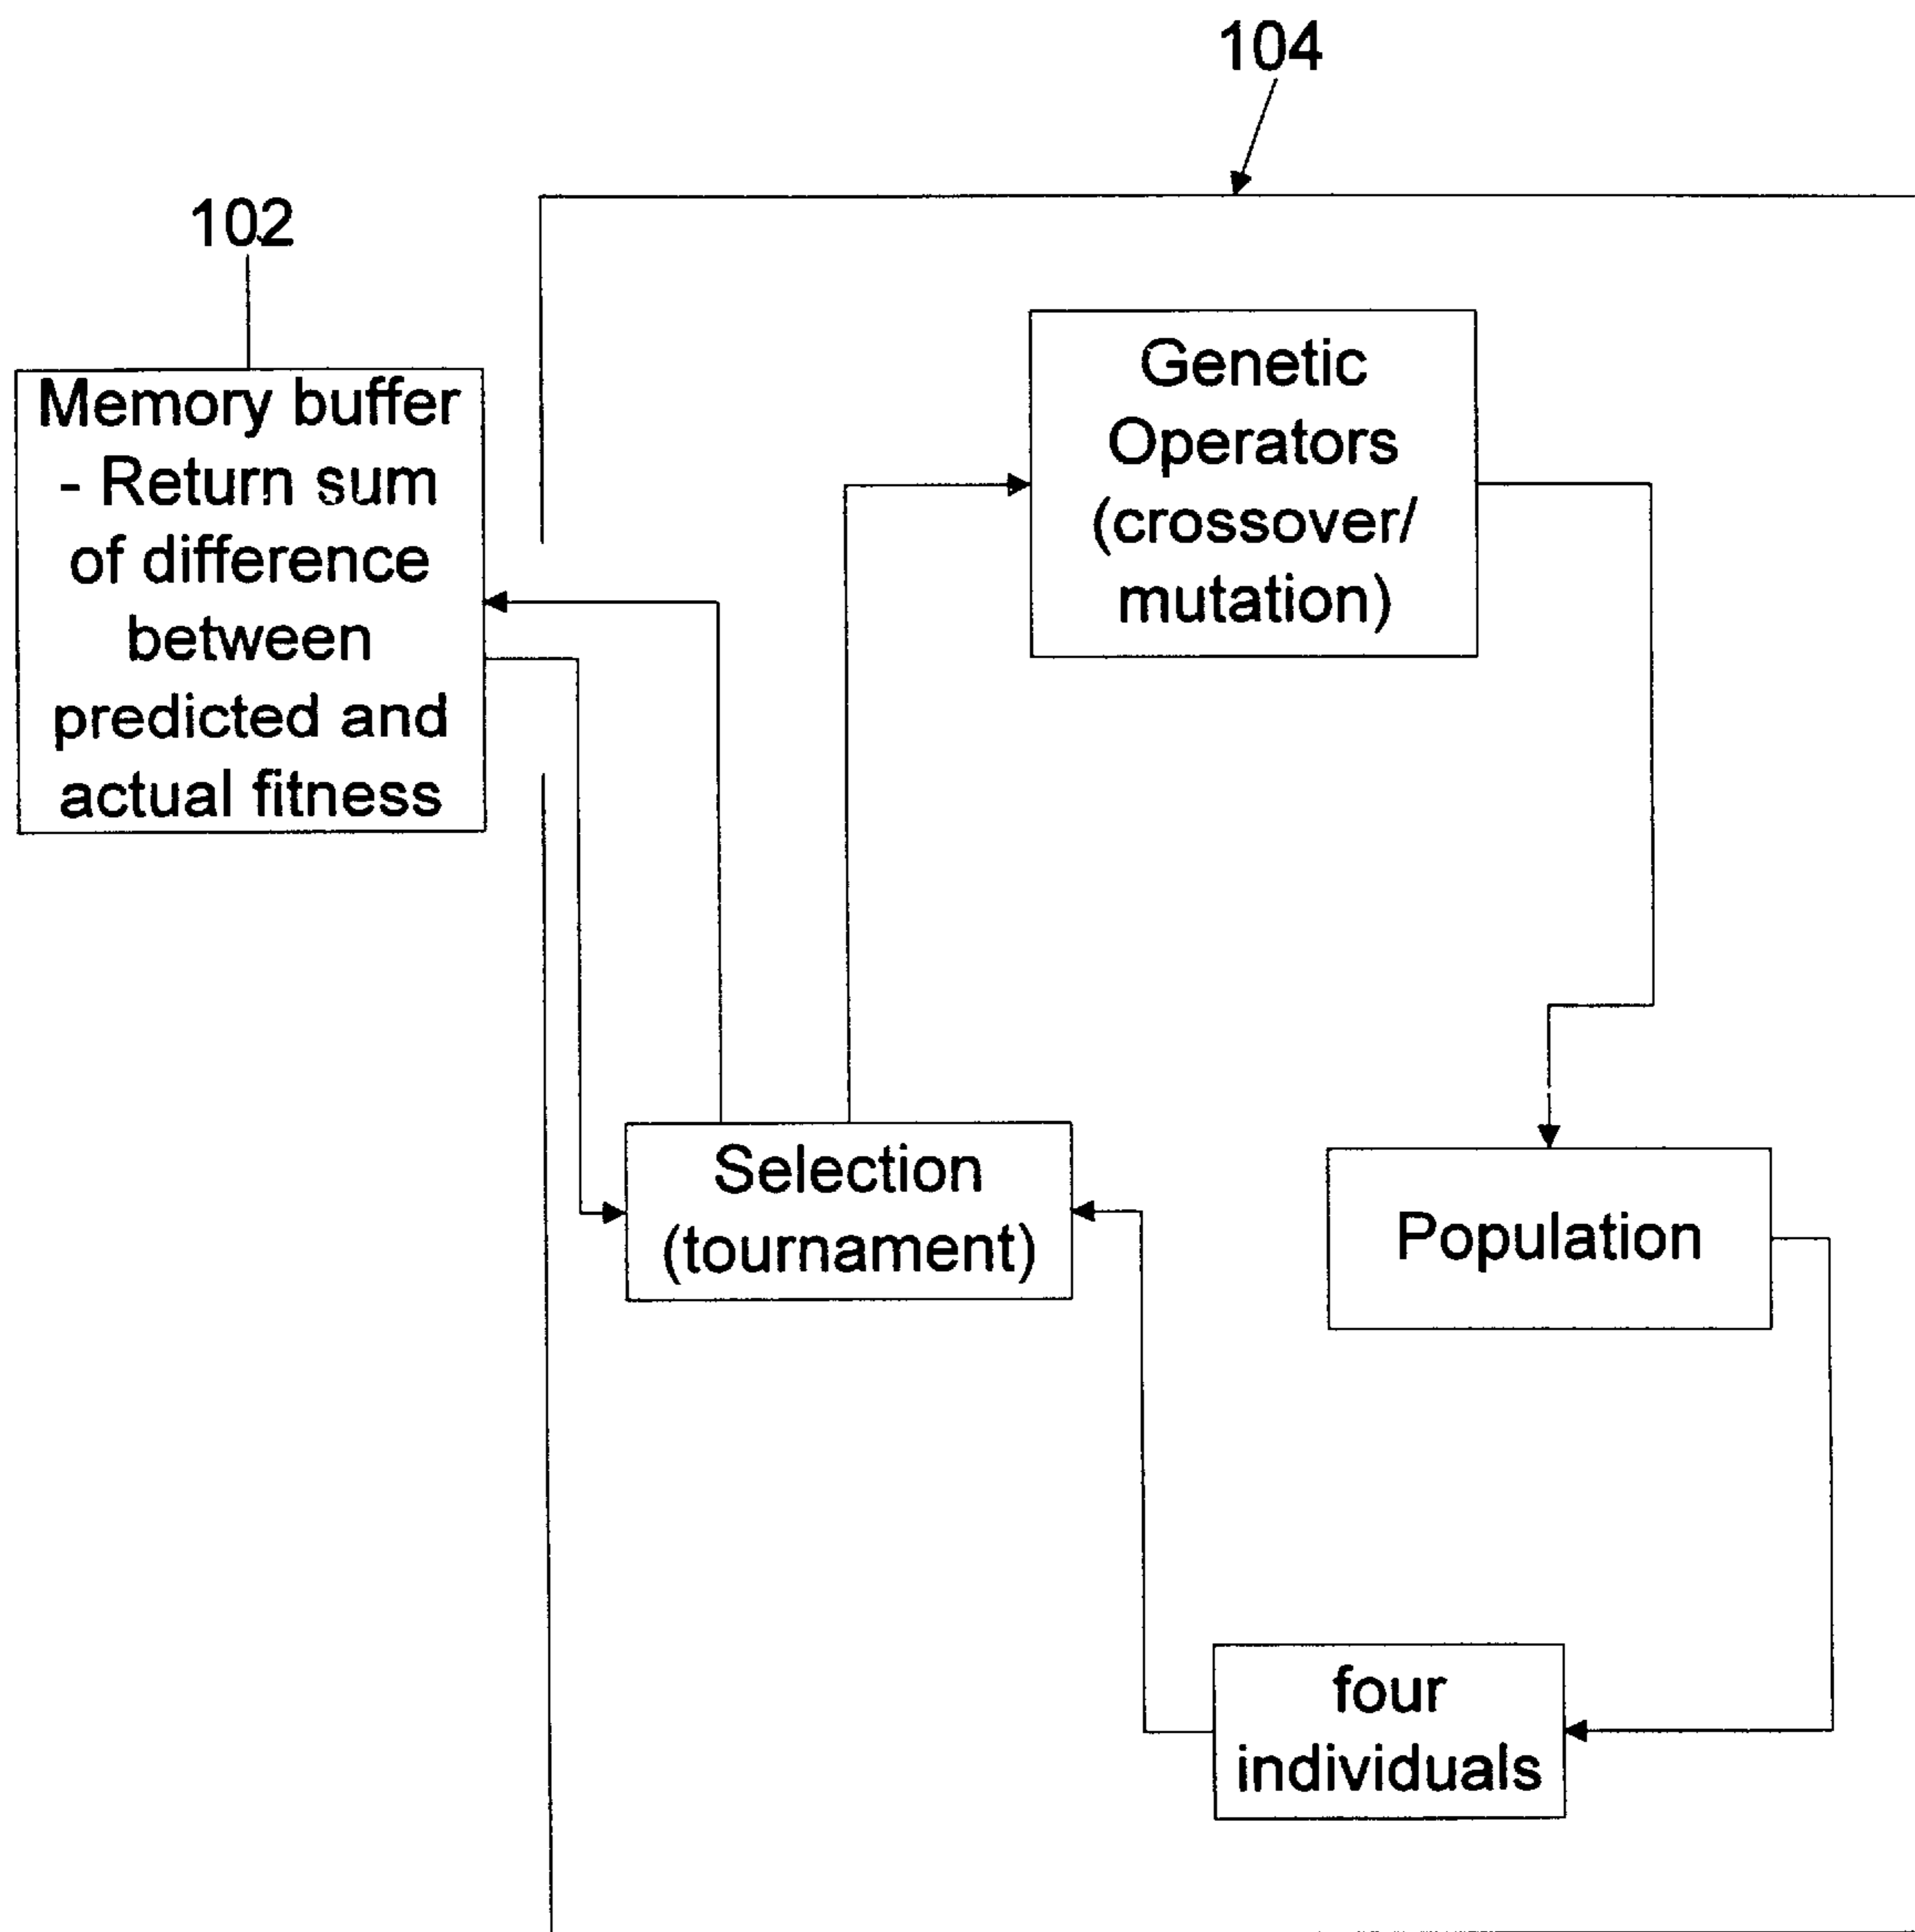 104
102
Memory buffer
- Return sum
of difference
between
predicted and
actual fitness
Genetic
Operators
(crossover/
mutation)
Selection
(tournament)
Population
four
individuals